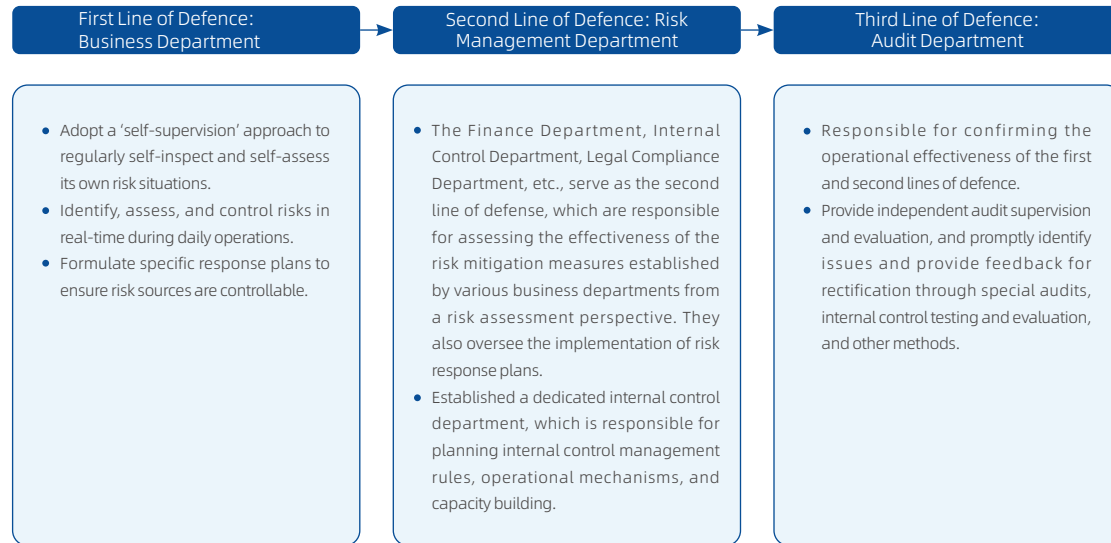 First Line of Defence:
Business Department
Second Line of Defence: Risk
Management Department
Third Line of Defence:
Audit Department
• Adopt a ‘self-supervision’ approach to
regularly self-inspect and self-assess
its own risk situations.
• Identify, assess, and control risks in
real-time during daily operations.
• Formulate specific response plans to
ensure risk sources are controllable.
• The Finance Department, Internal
Control Department, Legal Compliance
Department, etc., serve as the second
line of defense, which are responsible
for assessing the effectiveness of the
risk mitigation measures established
by various business departments from
a risk assessment perspective. They
also oversee the implementation of risk
response plans.
• Established a dedicated internal control
department, which is responsible for
planning internal control management
rules, operational mechanisms, and
capacity building.
• Responsible for confirming the
operational effectiveness of the first
and second lines of defence.
• Provide independent audit supervision
and evaluation, and promptly identify
issues and provide feedback for
rectification through special audits,
internal control testing and evaluation,
and other methods.